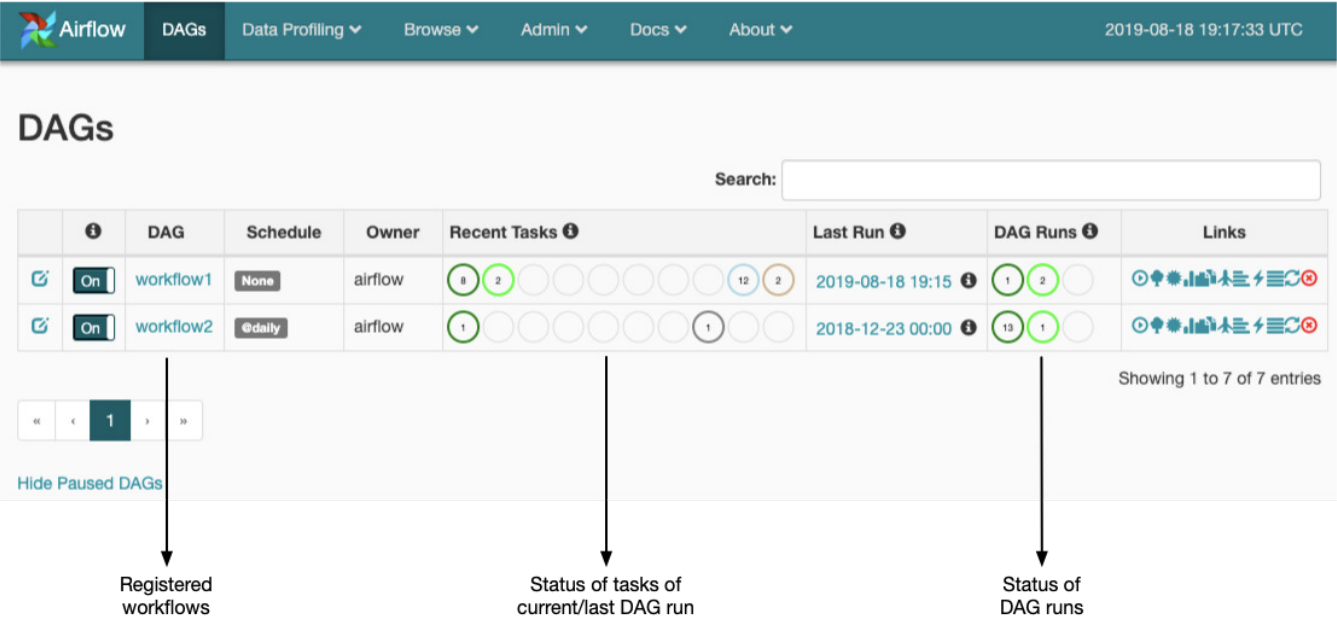 Airflow DAGs Data Profiling Browse Admin Docs About 2019-08-18 19:17:33 UTC
DAGs
Search:
DAG Schedule Owner Recent Tasks Last Run DAG Runs Links
On workflow1 None airflow 8 2 12 2 2019-08-18 19:15 1 2
On workflow2 @daily airflow 1 1 2018-12-23 00:00 13 1
Showing 1 to 7 of 7 entries
« ‹ 1 › »
Hide Paused DAGs
Registered
workflows
Status of tasks of
current/last DAG run
Status of
DAG runs